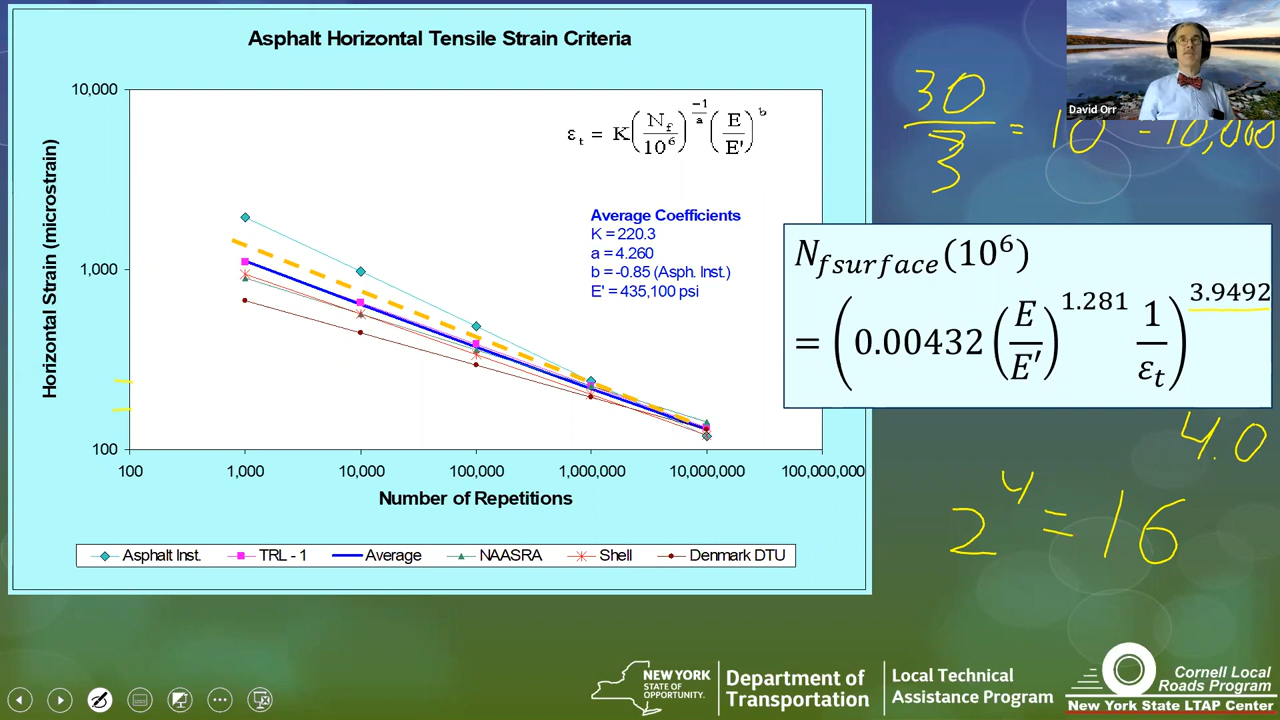 Asphalt Horizontal Tensile Strain Criteria
10,000
1,000
100
Horizontal Strain (microstrain)
ε_t = K(N_f/10^6)^(-1/a) (E/E')^b
Average Coefficients
K = 220.3
a = 4.260
b = -0.85 (Asph. Inst.)
E' = 435,100 psi
100 1,000 10,000 100,000 1,000,000 10,000,000 100,000,000
Number of Repetitions
Asphalt Inst. TRL - 1 Average NAASRA Shell Denmark DTU
David Orr
N_fsurface(10^6)
= (0.00432 (E/E')^1.281 1/ε_t)^3.9492
4.0
2^4 = 16
NEW YORK
STATE OF
OPPORTUNITY.
Department of
Transportation
Local Technical
Assistance Program
Cornell Local
Roads Program
New York State LTAP Center